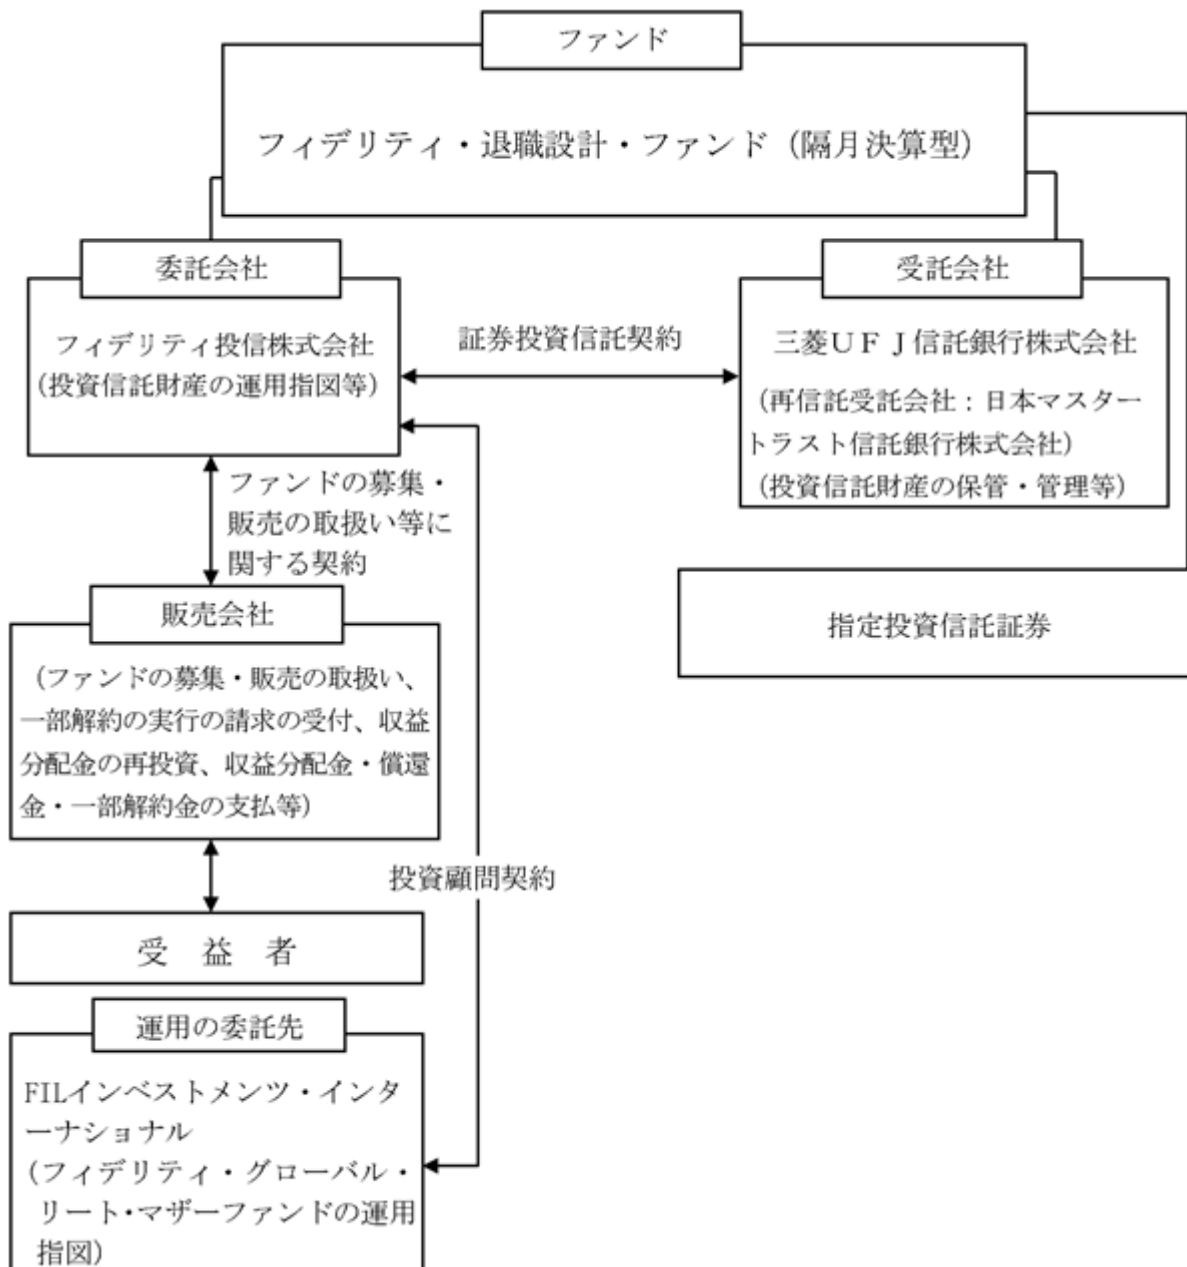 ファンド
フィデリティ・退職設計・ファンド（隔月決算型）
委託会社
フィデリティ投信株式会社
（投資信託財産の運用指図等）
証券投資信託契約
受託会社
三菱ＵＦＪ信託銀行株式会社
（再信託受託会社：日本マスター
トラスト信託銀行株式会社）
（投資信託財産の保管・管理等）
ファンドの募集・
販売の取扱い等に
関する契約
指定投資信託証券
販売会社
（ファンドの募集・販売の取扱い、
一部解約の実行の請求の受付、収益
分配金の再投資、収益分配金・償還
金・一部解約金の支払等）
投資顧問契約
受　益　者
運用の委託先
FILインベストメンツ・インタ
ーナショナル
（フィデリティ・グローバル・
リート・マザーファンドの運用
指図）